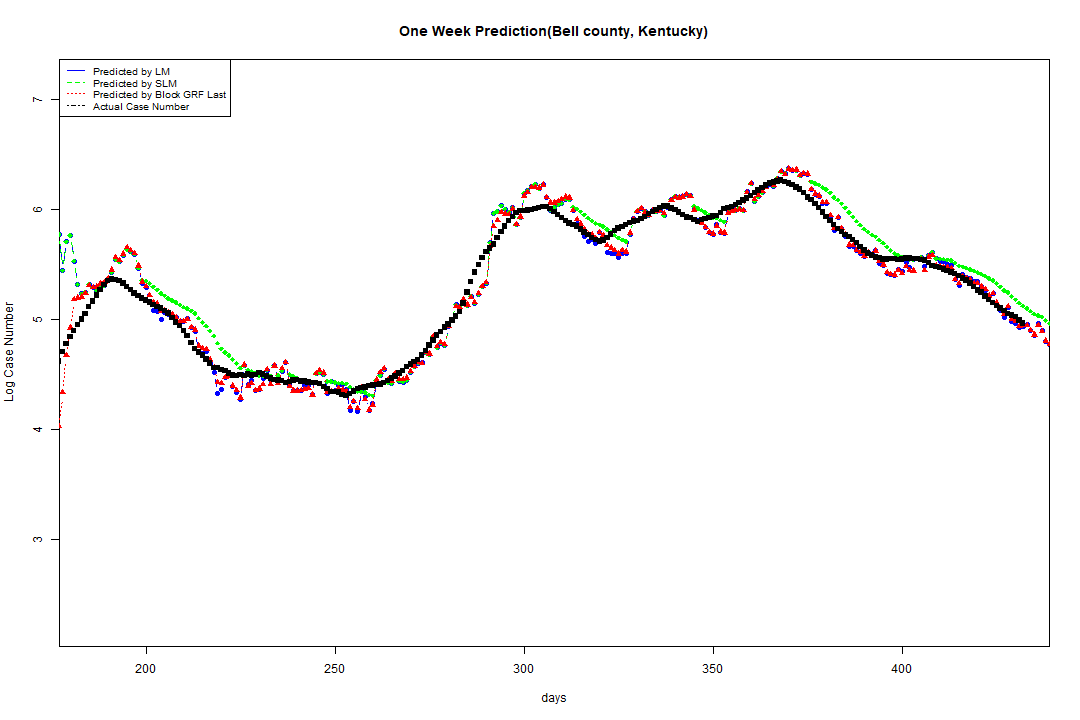 One Week Prediction(Bell county, Kentucky)
Predicted by LM
Predicted by SLM
Predicted by Block GRF Last
Actual Case Number
7
6
5
4
3
Log Case Number
200 250 300 350 400
days